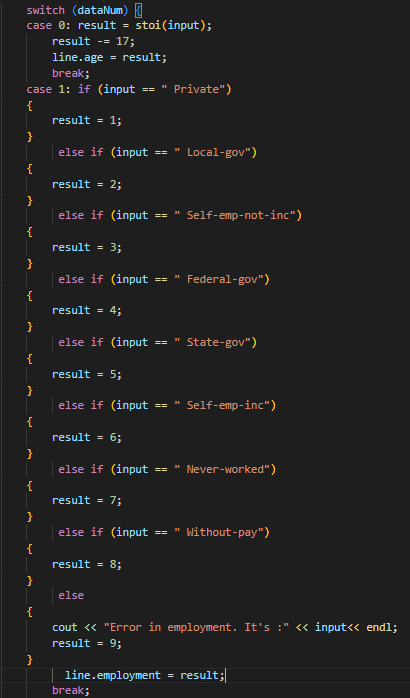 switch (dataNum) {
case 0: result = stoi(input);
result -= 17;
line.age = result;
break;
case 1: if (input == " Private")
{
result = 1;
}
else if (input == " Local-gov")
{
result = 2;
}
else if (input == " Self-emp-not-inc")
{
result = 3;
}
else if (input == " Federal-gov")
{
result = 4;
}
else if (input == " State-gov")
{
result = 5;
}
else if (input == " Self-emp-inc")
{
result = 6;
}
else if (input == " Never-worked")
{
result = 7;
}
else if (input == " Without-pay")
{
result = 8;
}
else
{
cout << "Error in employment. It's :" << input<< endl;
result = 9;
}
line.employment = result;
break;